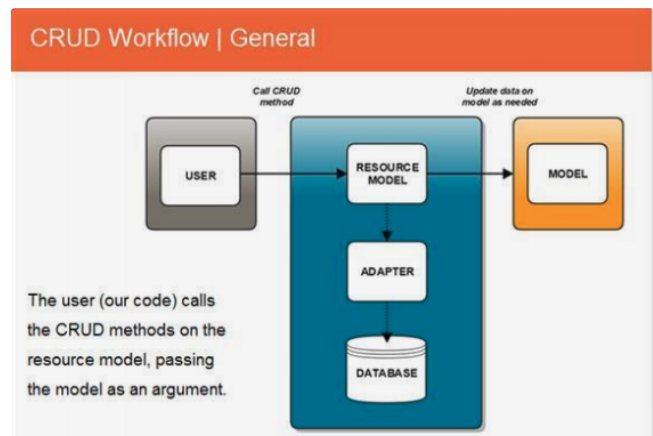 CRUD Workflow | General
Call CRUD
method
Update data on
model as needed
USER
RESOURCE
MODEL
MODEL
ADAPTER
DATABASE
The user (our code) calls
the CRUD methods on the
resource model, passing
the model as an argument.